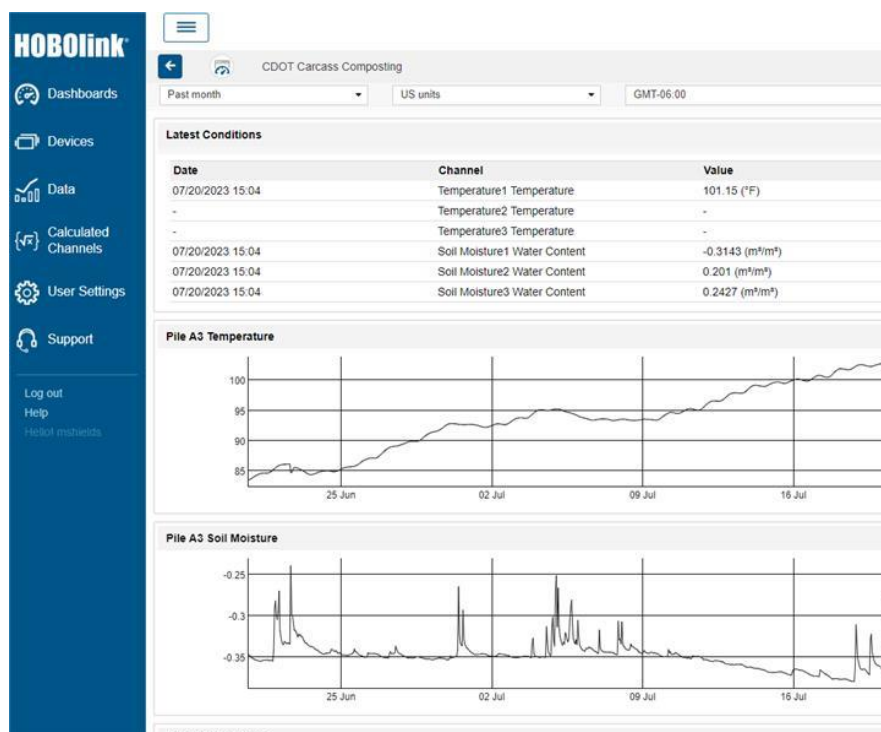 HOBOlink®
Dashboards
Devices
Data
Calculated
Channels
User Settings
Support
Log out
Help
Hello! mshields
CDOT Carcass Composting
Past month
US units
GMT-06:00
Latest Conditions
Date Channel Value
07/20/2023 15:04 Temperature1 Temperature 101.15 (°F)
- Temperature2 Temperature -
- Temperature3 Temperature -
07/20/2023 15:04 Soil Moisture1 Water Content -0.3143 (m³/m³)
07/20/2023 15:04 Soil Moisture2 Water Content 0.201 (m³/m³)
07/20/2023 15:04 Soil Moisture3 Water Content 0.2427 (m³/m³)
Pile A3 Temperature
100
95
90
85
25 Jun 02 Jul 09 Jul 16 Jul
Pile A3 Soil Moisture
-0.25
-0.3
-0.35
25 Jun 02 Jul 09 Jul 16 Jul